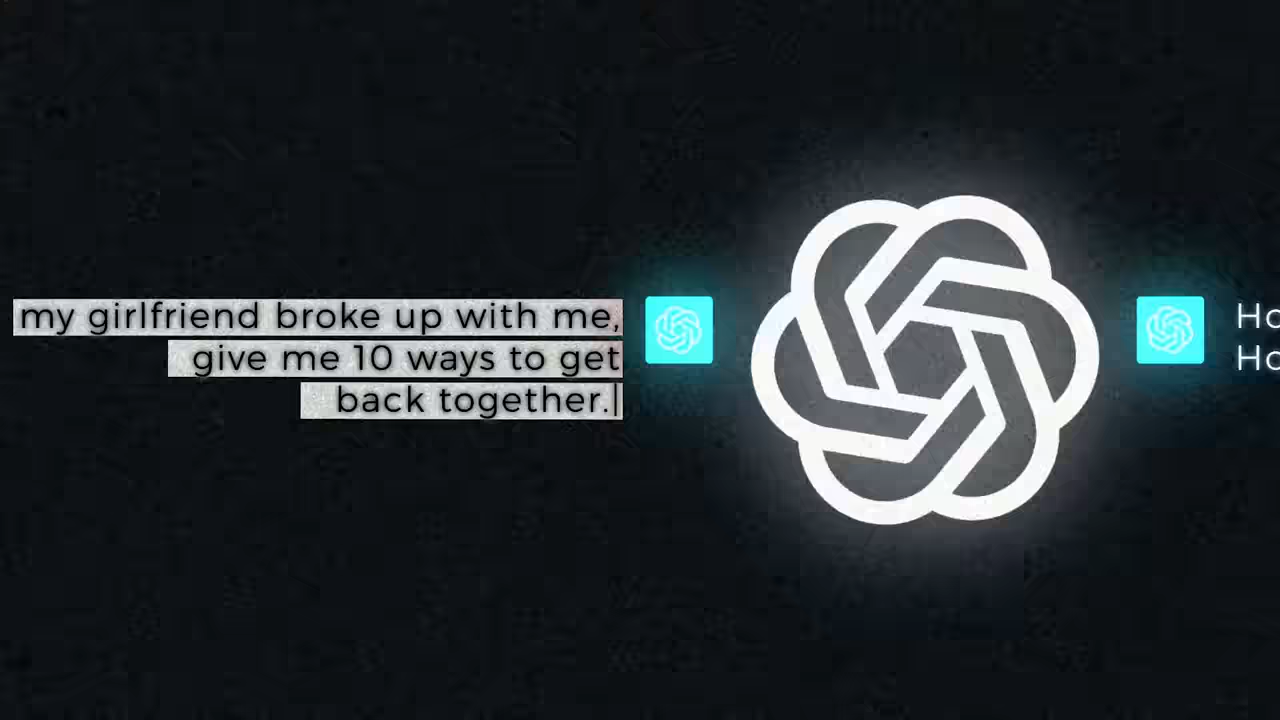 my girlfriend broke up with me,
give me 10 ways to get
back together.